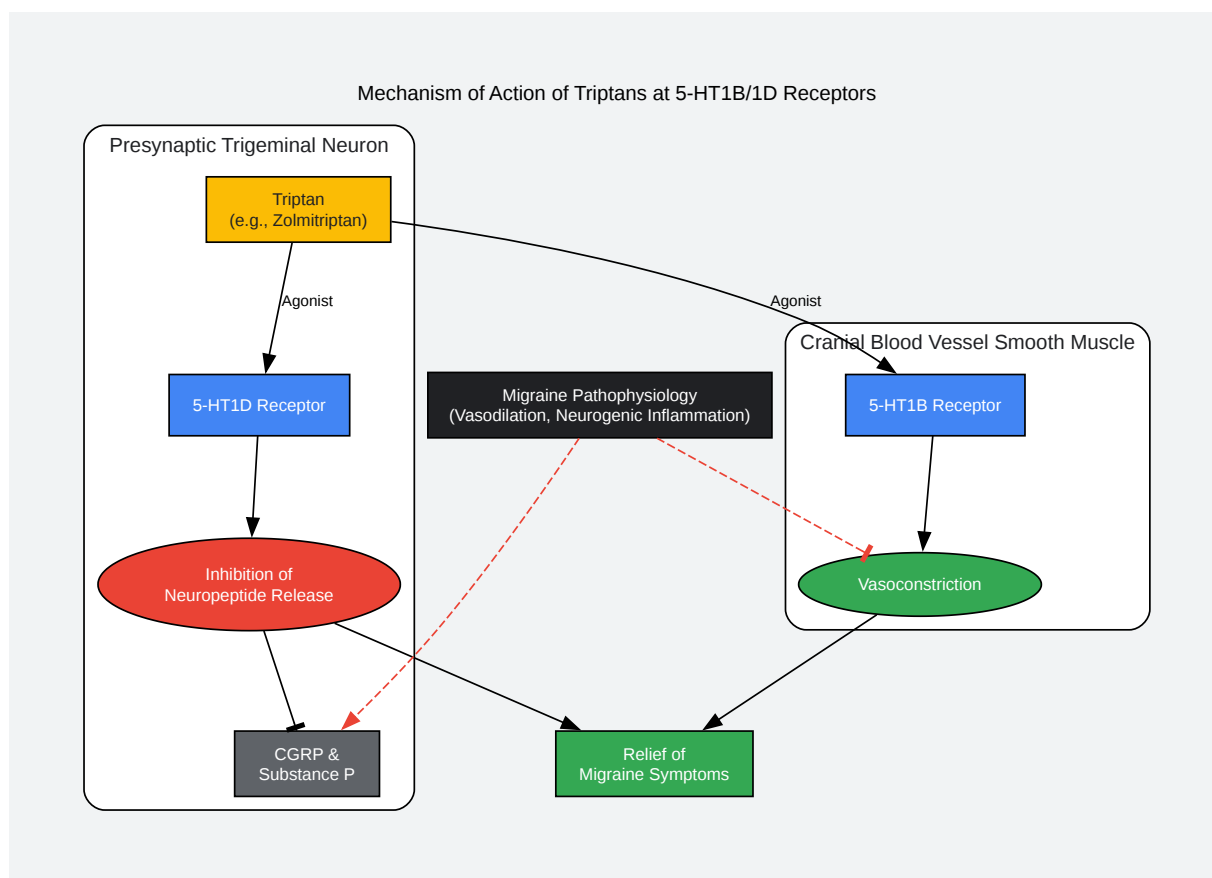 Mechanism of Action of Triptans at 5-HT1B/1D Receptors
Presynaptic Trigeminal Neuron
Triptan
(e.g., Zolmitriptan)
Agonist
Agonist
Cranial Blood Vessel Smooth Muscle
5-HT1D Receptor
Migraine Pathophysiology
(Vasodilation, Neurogenic Inflammation)
5-HT1B Receptor
Inhibition of
Neuropeptide Release
Vasoconstriction
CGRP &
Substance P
Relief of
Migraine Symptoms